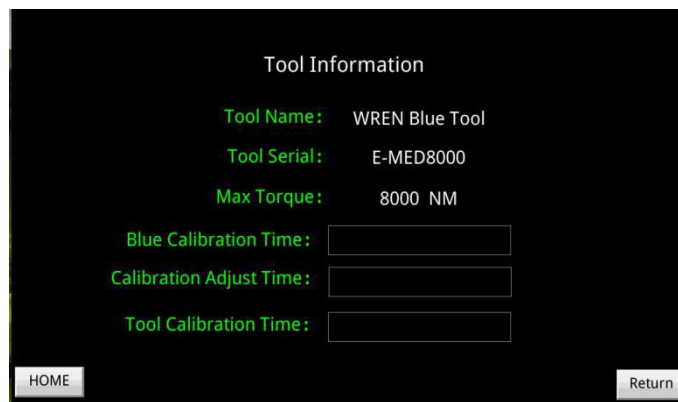 Tool Information
Tool Name: WREN Blue Tool
Tool Serial: E-MED8000
Max Torque: 8000 NM
Blue Calibration Time:
Calibration Adjust Time:
Tool Calibration Time:
HOME Return